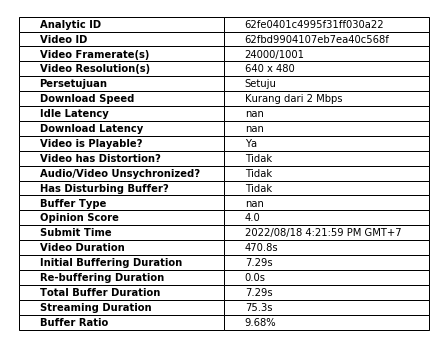 Analytic ID 62fe0401c4995f31ff030a22
Video ID 62fbd9904107eb7ea40c568f
Video Framerate(s) 24000/1001
Video Resolution(s) 640 x 480
Persetujuan Setuju
Download Speed Kurang dari 2 Mbps
Idle Latency nan
Download Latency nan
Video is Playable? Ya
Video has Distortion? Tidak
Audio/Video Unsychronized? Tidak
Has Disturbing Buffer? Tidak
Buffer Type nan
Opinion Score 4.0
Submit Time 2022/08/18 4:21:59 PM GMT+7
Video Duration 470.8s
Initial Buffering Duration 7.29s
Re-buffering Duration 0.0s
Total Buffer Duration 7.29s
Streaming Duration 75.3s
Buffer Ratio 9.68%